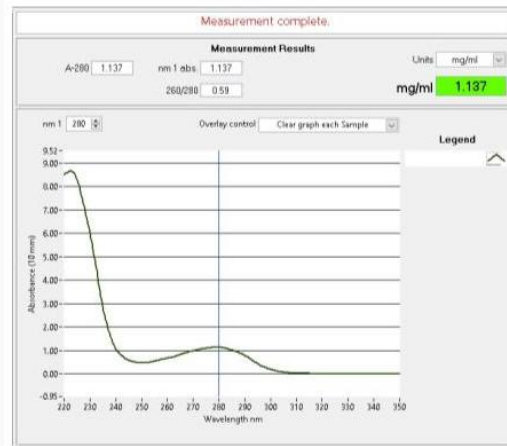 Measurement complete.
Measurement Results
A-280 1.137 nm 1 abs. 1.137 Units mg/ml
260/280 0.59 mg/ml 1.137
nm 1 280 Overlay control Clear graph each Sample
Legend
9.52
9.00
8.00
7.00
6.00
5.00
4.00
3.00
2.00
1.00
0.00
-0.95
Absorbance (10 mm)
220 230 240 250 260 270 280 290 300 310 320 330 340 350
Wavelength nm